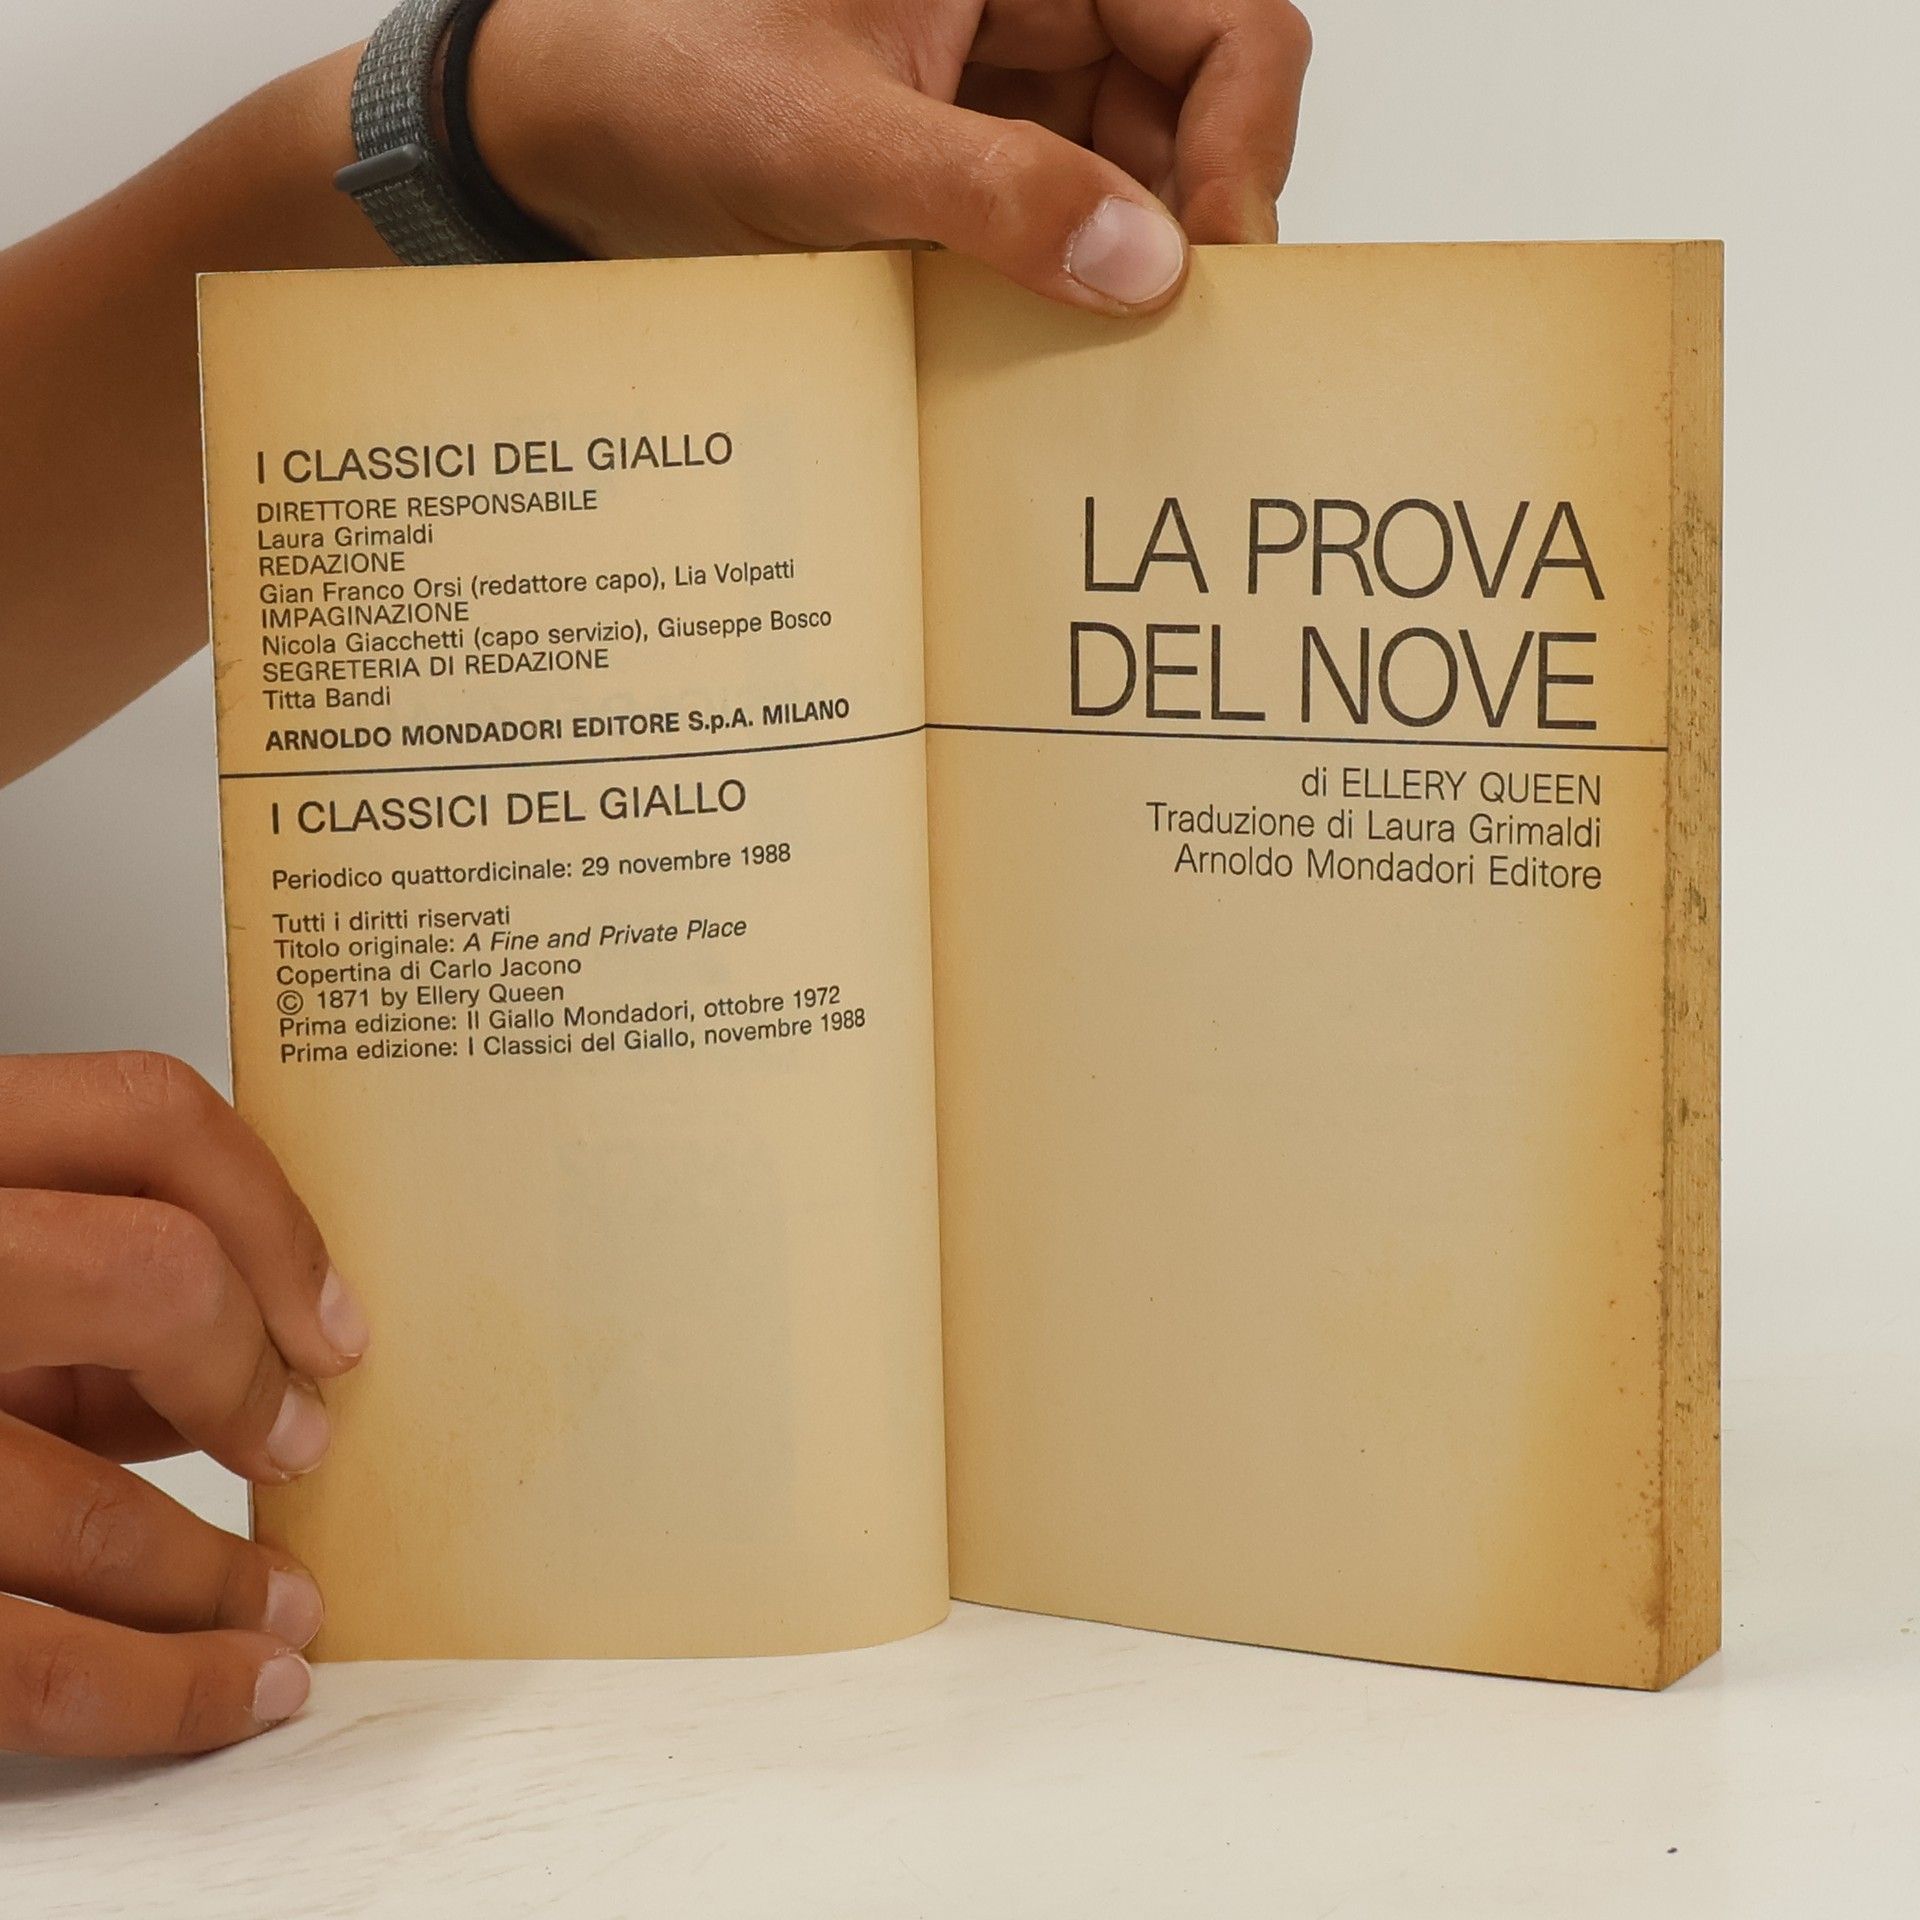 I CLASSICI DEL GIALLO
DIRETTORE RESPONSABILE
Laura Grimaldi
REDAZIONE
Gian Franco Orsi (redattore capo), Lia Volpatti
IMPAGINAZIONE
Nicola Giacchetti (capo servizio), Giuseppe Bosco
SEGRETERIA DI REDAZIONE
Titta Bandi
ARNOLDO MONDADORI EDITORE S.p.A. MILANO
I CLASSICI DEL GIALLO
Periodico quattordicinale: 29 novembre 1988
Tutti i diritti riservati
Titolo originale: A Fine and Private Place
Copertina di Carlo Jacono
© 1871 by Ellery Queen
Prima edizione: Il Giallo Mondadori, ottobre 1972
Prima edizione: I Classici del Giallo, novembre 1988
LA PROVA
DEL NOVE
di ELLERY QUEEN
Traduzione di Laura Grimaldi
Arnoldo Mondadori Editore